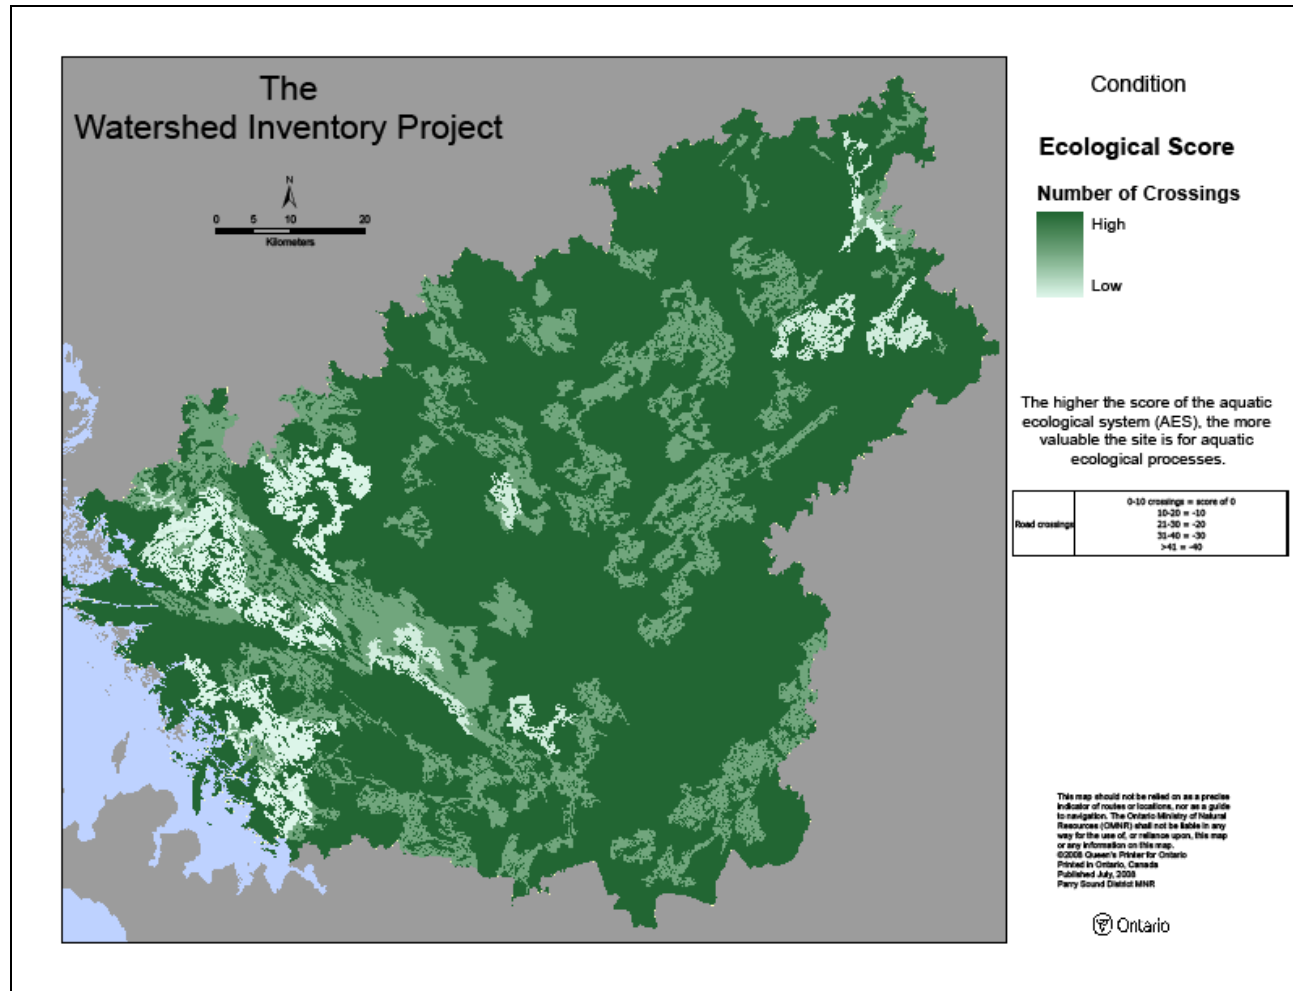 The
Watershed Inventory Project
N
0 5 10 20
Kilometers
Condition
Ecological Score
Number of Crossings
High
Low
The higher the score of the aquatic
ecological system (AES), the more
valuable the site is for aquatic
ecological processes.
Road crossings
0-10 crossings = score of 0
10-20 = -10
21-30 = -20
31-40 = -30
>41 = -40
This map should not be relied on as a precise
indicator of routes or locations, nor as a guide
to navigation. The Ontario Ministry of Natural
Resources (OMNR) shall not be liable in any
way for the use of, or reliance upon, this map
or any information on this map.
©2008 Queen's Printer for Ontario
Printed in Ontario, Canada
Published July, 2008
Parry Sound District MNR
Ontario